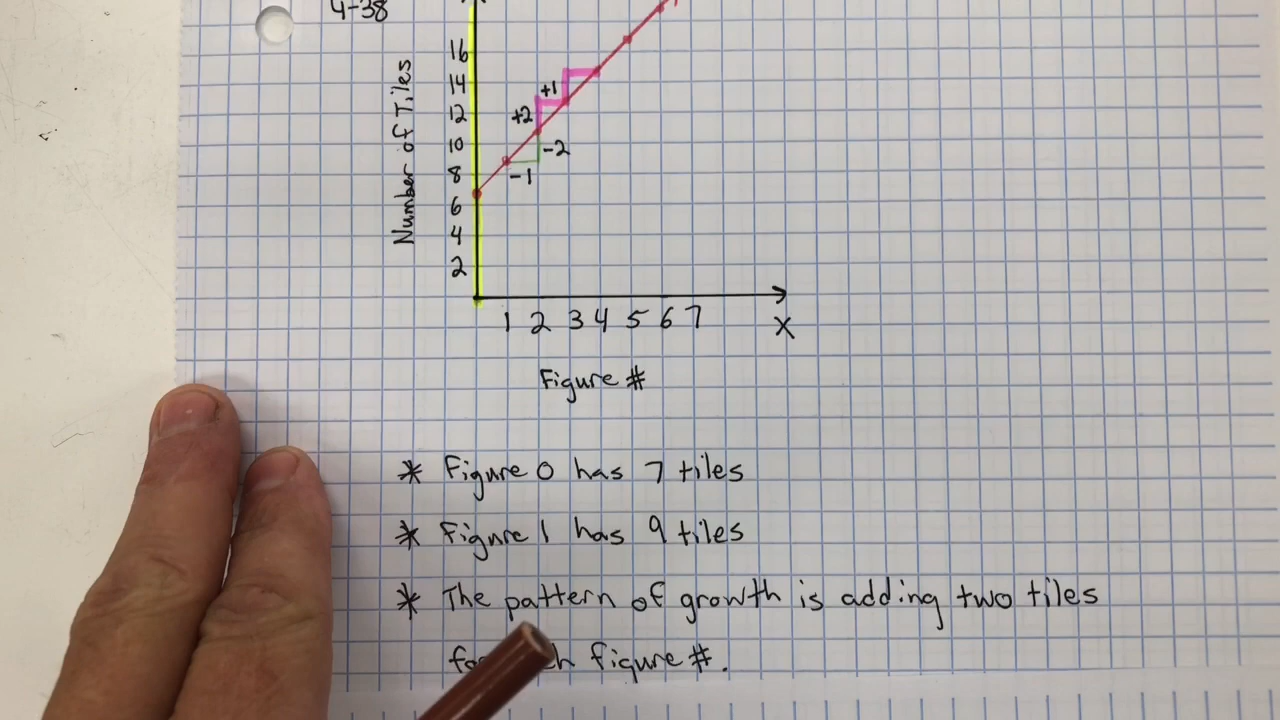 4-38
Number of Tiles
16
14
12
10
8
6
4
2
+1
+2
-2
-1
1 2 3 4 5 6 7
X
Figure #
* Figure 0 has 7 tiles
* Figure 1 has 9 tiles
* The pattern of growth is adding two tiles
figure #.